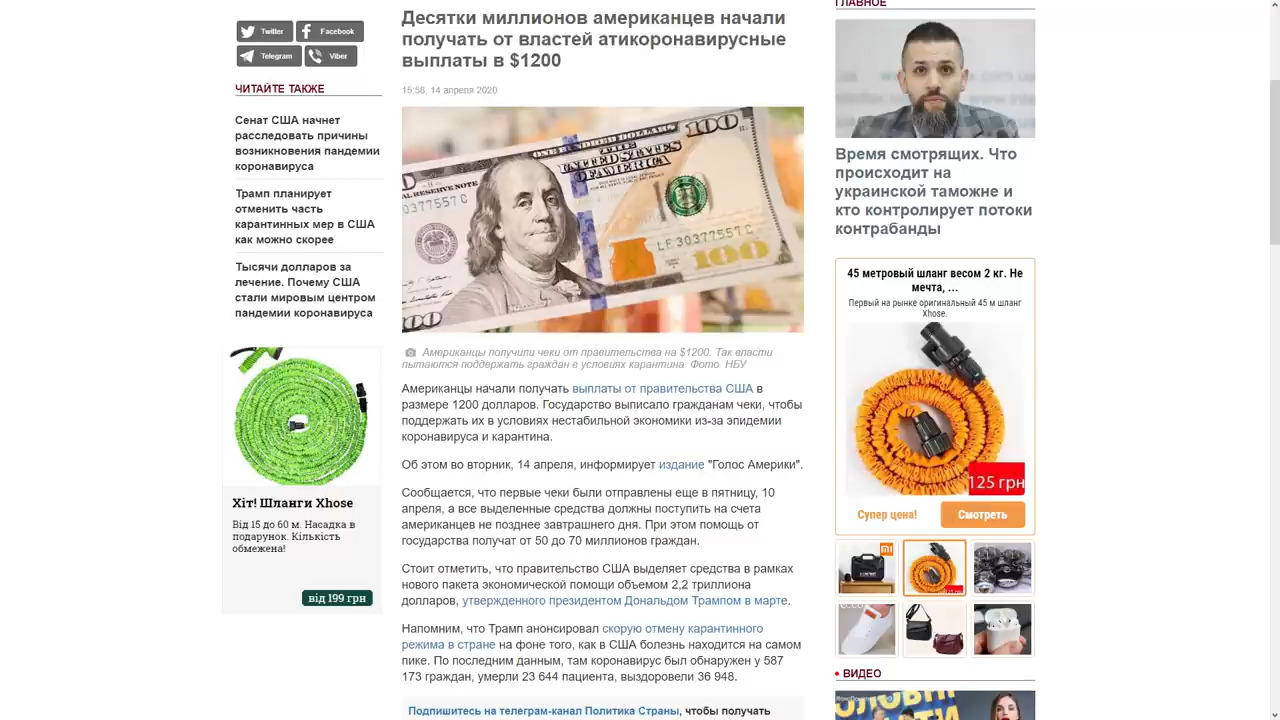 Twitter
Facebook
Telegram
Viber
ЧИТАЙТЕ ТАКЖЕ
Сенат США начнет
расследовать причины
возникновения пандемии
коронавируса
Трамп планирует
отменить часть
карантинных мер в США
как можно скорее
Тысячи долларов за
лечение. Почему США
стали мировым центром
пандемии коронавируса
Хіт! Шланги Xhose
Від 15 до 60 м. Насадка в
подарунок. Кількість
обмежена!
від 199 грн
Десятки миллионов американцев начали
получать от властей атикоронавирусные
выплаты в $1200
15:58, 14 апреля 2020
100
ONE HUNDRED DOLLARS
UNITED STATES
OF AMERICA
LE 30377557 C
100
Американцы получили чеки от правительства на $1200. Так власти
пытаются поддержать граждан в условиях карантина Фото НБУ
Американцы начали получать выплаты от правительства США в
размере 1200 долларов. Государство выписало гражданам чеки, чтобы
поддержать их в условиях нестабильной экономики из-за эпидемии
коронавируса и карантина.
Об этом во вторник, 14 апреля, информирует издание "Голос Америки".
Сообщается, что первые чеки были отправлены еще в пятницу, 10
апреля, а все выделенные средства должны поступить на счета
американцев не позднее завтрашнего дня. При этом помощь от
государства получат от 50 до 70 миллионов граждан.
Стоит отметить, что правительство США выделяет средства в рамках
нового пакета экономической помощи объемом 2,2 триллиона
долларов, утвержденного президентом Дональдом Трампом в марте.
Напомним, что Трамп анонсировал скорую отмену карантинного
режима в стране на фоне того, как в США болезнь находится на самом
пике. По последним данным, там коронавирус был обнаружен у 587
173 граждан, умерли 23 644 пациента, выздоровели 36 948.
Подпишитесь на телеграм-канал Политика Страны, чтобы получать
ГЛАВНОЕ
Время смотрящих. Что
происходит на
украинской таможне и
кто контролирует потоки
контрабанды
45 метровый шланг весом 2 кг. Не
мечта, ...
Первый на рынке оригинальный 45 м шланг
Xhose.
125 грн
Супер цена!
Смотреть
ECCO
ВИДЕО